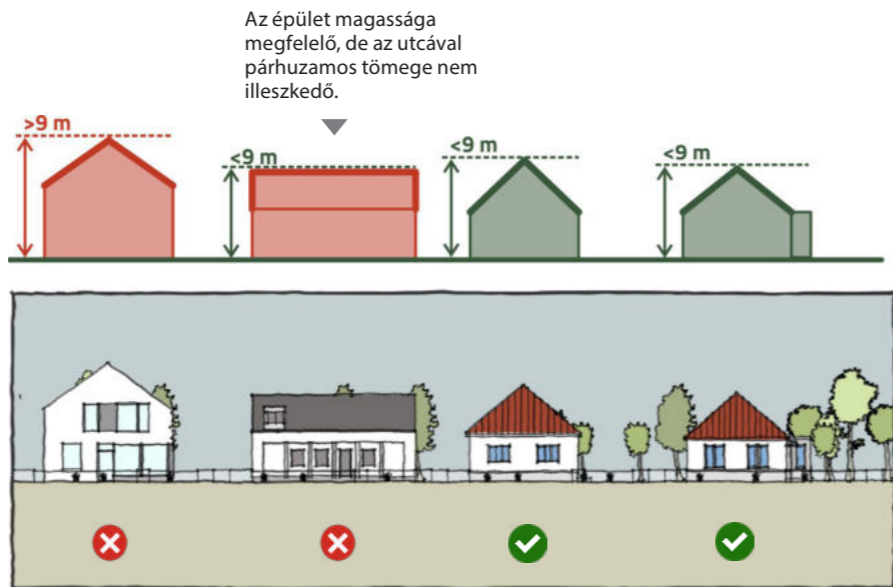 Az épület magassága
megfelelő, de az utcával
párhuzamos tömege nem
illeszkedő.
>9 m
<9 m
<9 m
<9 m